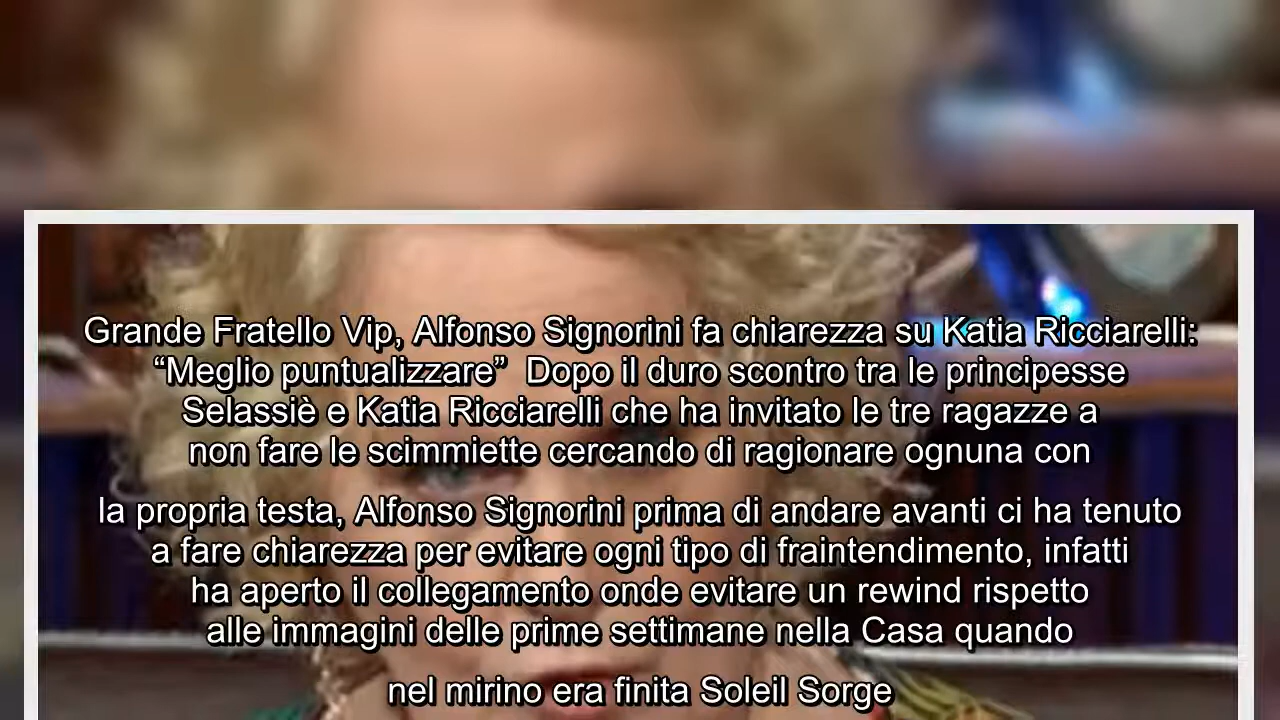 Grande Fratello Vip, Alfonso Signorini fa chiarezza su Katia Ricciarelli:
“Meglio puntualizzare”  Dopo il duro scontro tra le principesse
Selassiè e Katia Ricciarelli che ha invitato le tre ragazze a
non fare le scimmiette cercando di ragionare ognuna con
la propria testa, Alfonso Signorini prima di andare avanti ci ha tenuto
a fare chiarezza per evitare ogni tipo di fraintendimento, infatti
ha aperto il collegamento onde evitare un rewind rispetto
alle immagini delle prime settimane nella Casa quando
nel mirino era finita Soleil Sorge